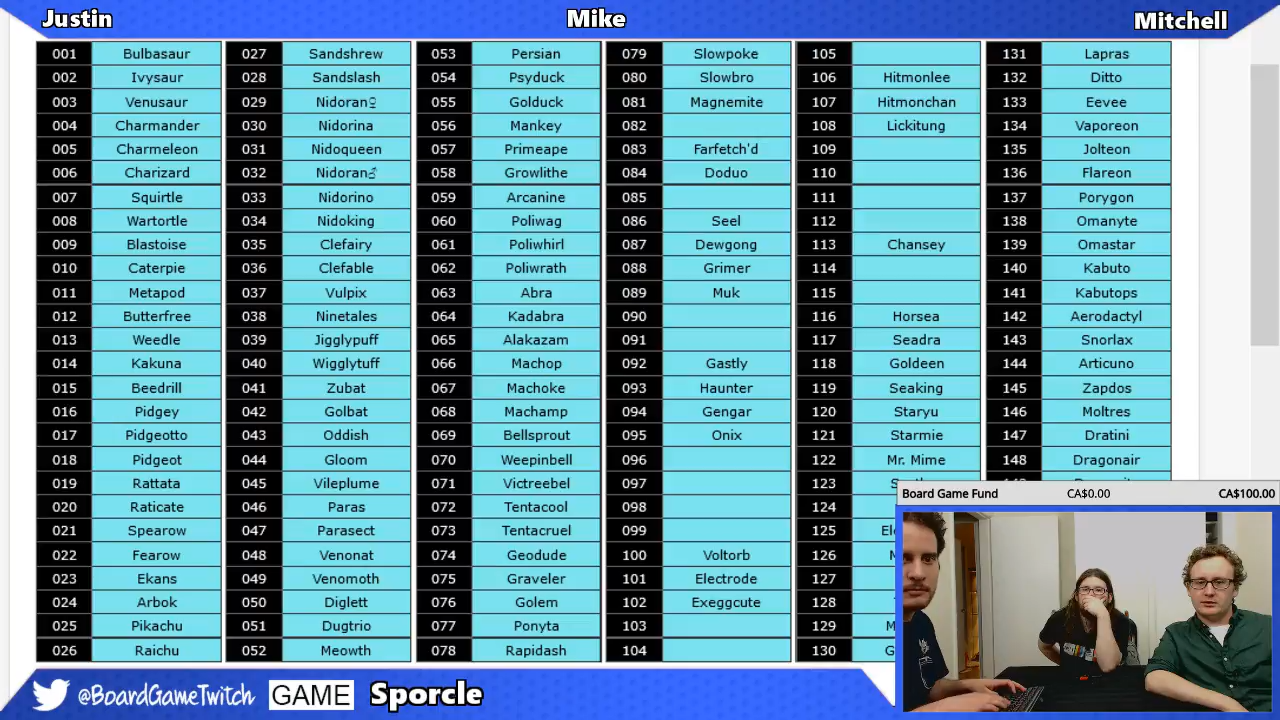 Justin Mike Mitchell
001 Bulbasaur 027 Sandshrew 053 Persian 079 Slowpoke 105 131 Lapras
002 Ivysaur 028 Sandslash 054 Psyduck 080 Slowbro 106 Hitmonlee 132 Ditto
003 Venusaur 029 Nidoran♀ 055 Golduck 081 Magnemite 107 Hitmonchan 133 Eevee
004 Charmander 030 Nidorina 056 Mankey 082 108 Lickitung 134 Vaporeon
005 Charmeleon 031 Nidoqueen 057 Primeape 083 Farfetch'd 109 135 Jolteon
006 Charizard 032 Nidoran♂ 058 Growlithe 084 Doduo 110 136 Flareon
007 Squirtle 033 Nidorino 059 Arcanine 085 111 137 Porygon
008 Wartortle 034 Nidoking 060 Poliwag 086 Seel 112 138 Omanyte
009 Blastoise 035 Clefairy 061 Poliwhirl 087 Dewgong 113 Chansey 139 Omastar
010 Caterpie 036 Clefable 062 Poliwrath 088 Grimer 114 140 Kabuto
011 Metapod 037 Vulpix 063 Abra 089 Muk 115 141 Kabutops
012 Butterfree 038 Ninetales 064 Kadabra 090 116 Horsea 142 Aerodactyl
013 Weedle 039 Jigglypuff 065 Alakazam 091 117 Seadra 143 Snorlax
014 Kakuna 040 Wigglytuff 066 Machop 092 Gastly 118 Goldeen 144 Articuno
015 Beedrill 041 Zubat 067 Machoke 093 Haunter 119 Seaking 145 Zapdos
016 Pidgey 042 Golbat 068 Machamp 094 Gengar 120 Staryu 146 Moltres
017 Pidgeotto 043 Oddish 069 Bellsprout 095 Onix 121 Starmie 147 Dratini
018 Pidgeot 044 Gloom 070 Weepinbell 096 122 Mr. Mime 148 Dragonair
019 Rattata 045 Vileplume 071 Victreebel 097 123
020 Raticate 046 Paras 072 Tentacool 098 124
021 Spearow 047 Parasect 073 Tentacruel 099 125
022 Fearow 048 Venonat 074 Geodude 100 Voltorb 126
023 Ekans 049 Venomoth 075 Graveler 101 Electrode 127
024 Arbok 050 Diglett 076 Golem 102 Exeggcute 128
025 Pikachu 051 Dugtrio 077 Ponyta 103 129
026 Raichu 052 Meowth 078 Rapidash 104 130
Board Game Fund CA$0.00 CA$100.00
@BoardGameTwitch GAME Sporcle